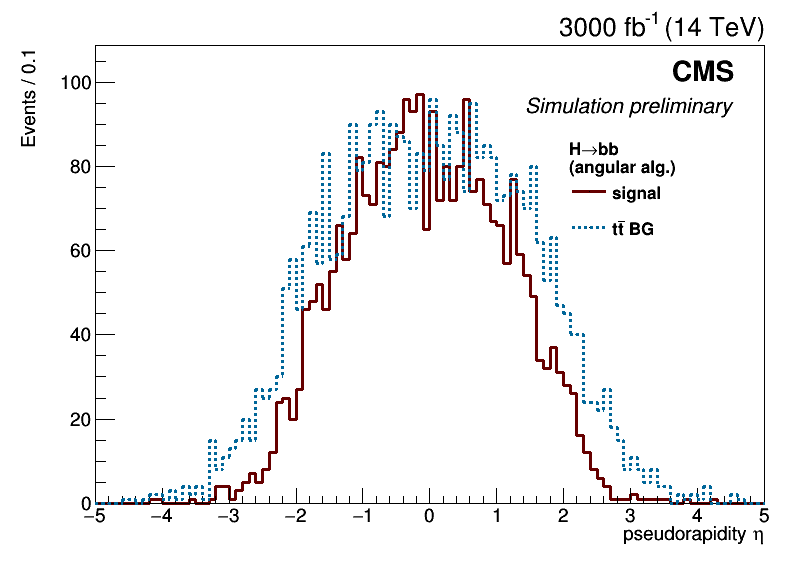 3000 fb-1 (14 TeV)
Events / 0.1
CMS
Simulation preliminary
H→bb
(angular alg.)
signal
tt̄ BG
100
80
60
40
20
0
−5 −4 −3 −2 −1 0 1 2 3 4 5
pseudorapidity η